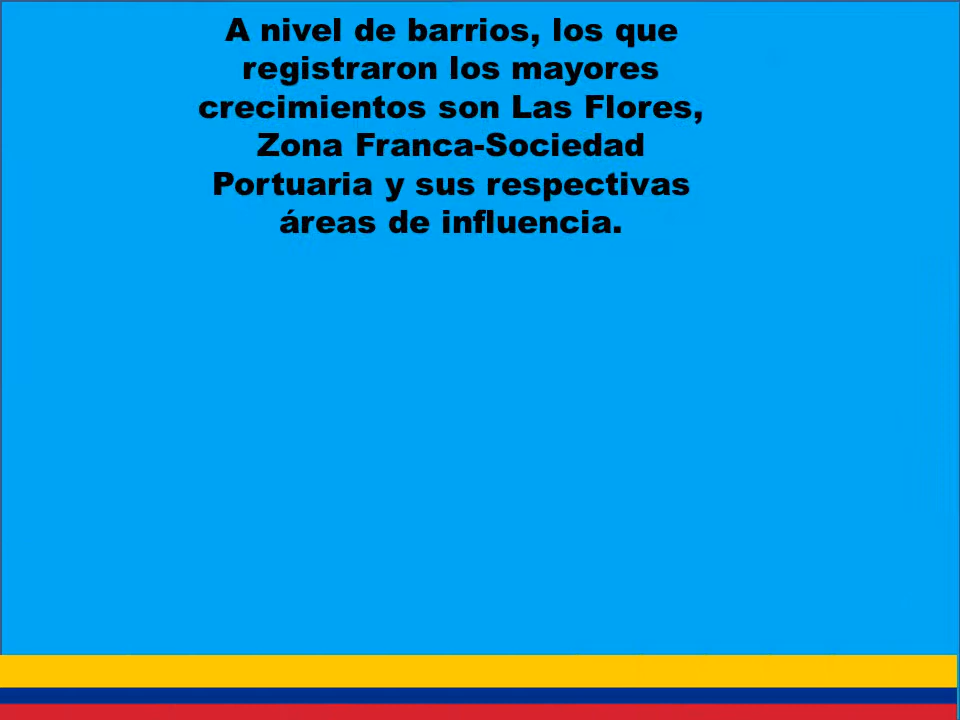 A nivel de barrios, los que
registraron los mayores
crecimientos son Las Flores,
Zona Franca-Sociedad
Portuaria y sus respectivas
áreas de influencia.